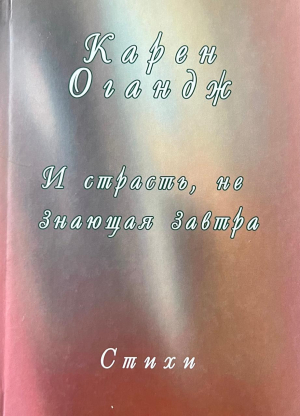 Карен
Огандж
И страсть, не
знающая завтра
Стихи